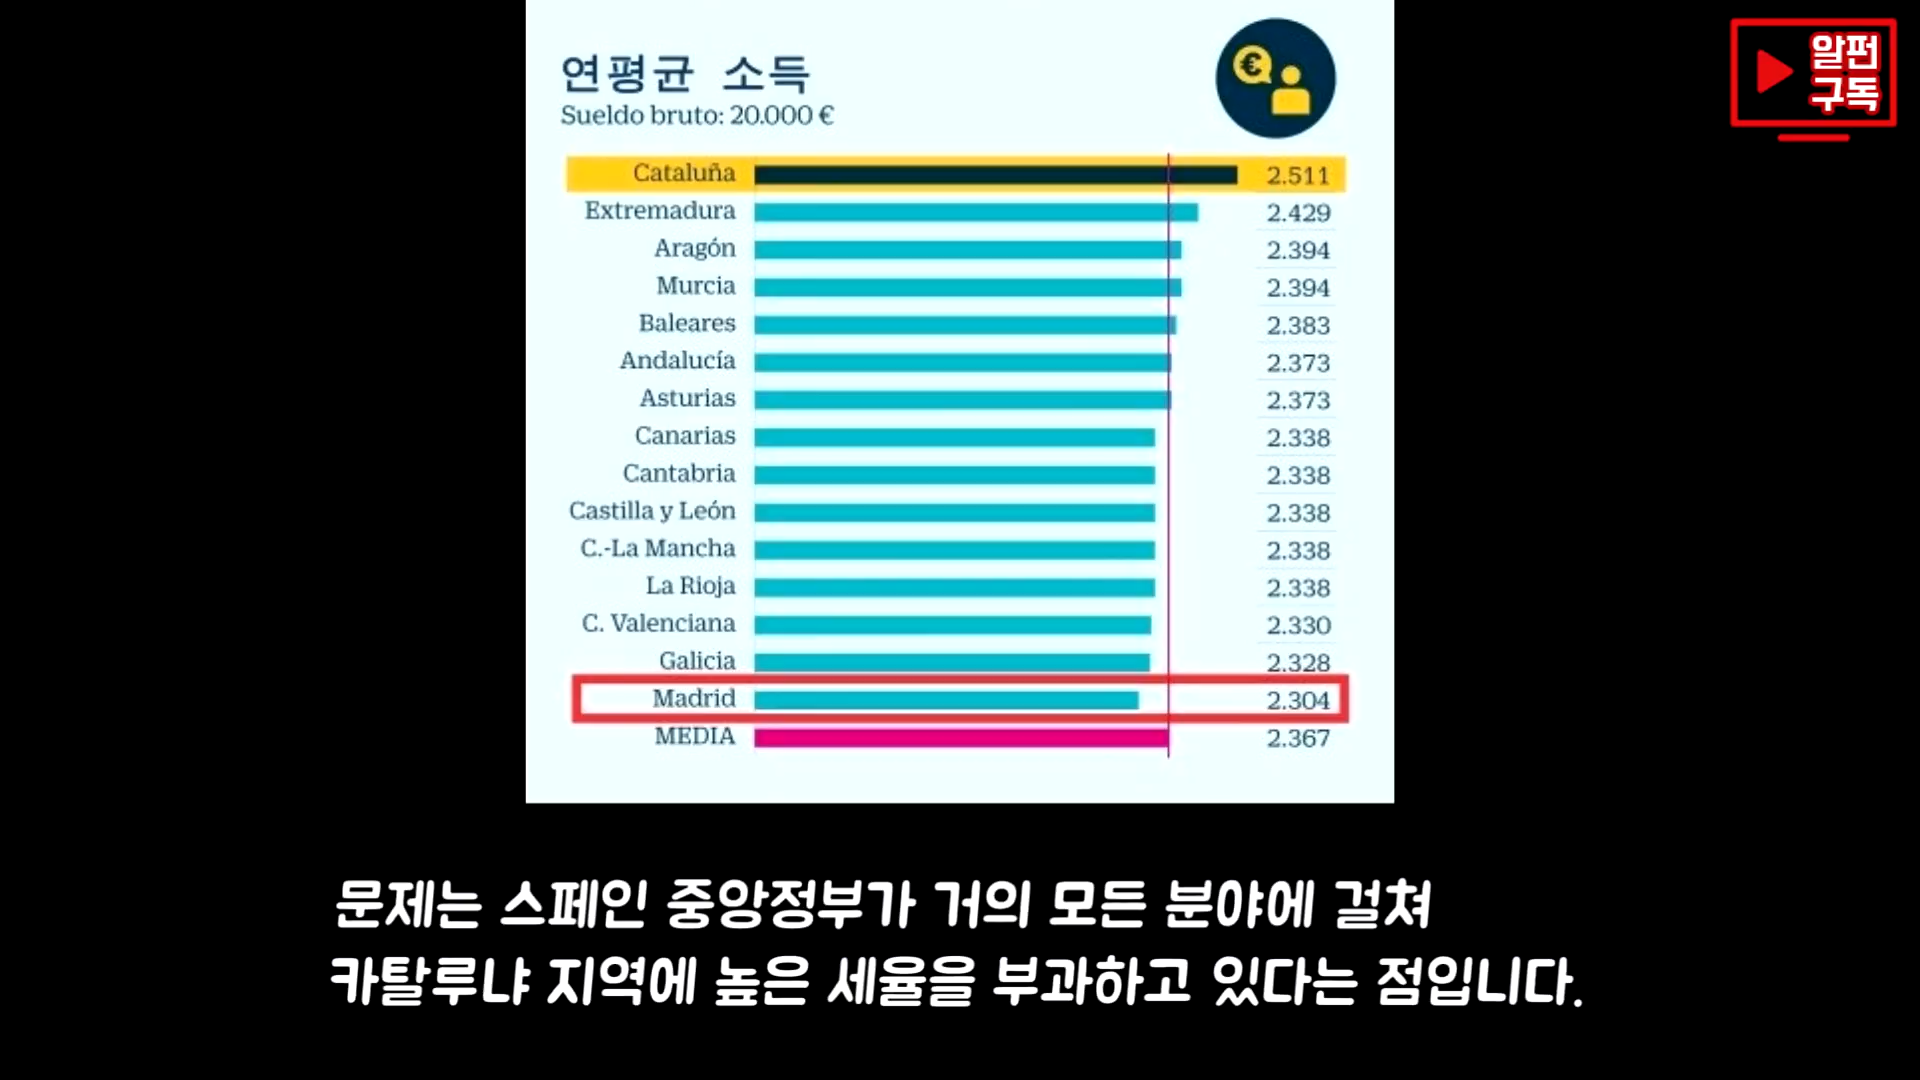 연평균 소득
Sueldo bruto: 20.000 €
€
알펀
구독
Cataluña 2.511
Extremadura 2.429
Aragón 2.394
Murcia 2.394
Baleares 2.383
Andalucía 2.373
Asturias 2.373
Canarias 2.338
Cantabria 2.338
Castilla y León 2.338
C.-La Mancha 2.338
La Rioja 2.338
C. Valenciana 2.330
Galicia 2.328
Madrid 2.304
MEDIA 2.367
문제는 스페인 중앙정부가 거의 모든 분야에 걸쳐
카탈루냐 지역에 높은 세율을 부과하고 있다는 점입니다.